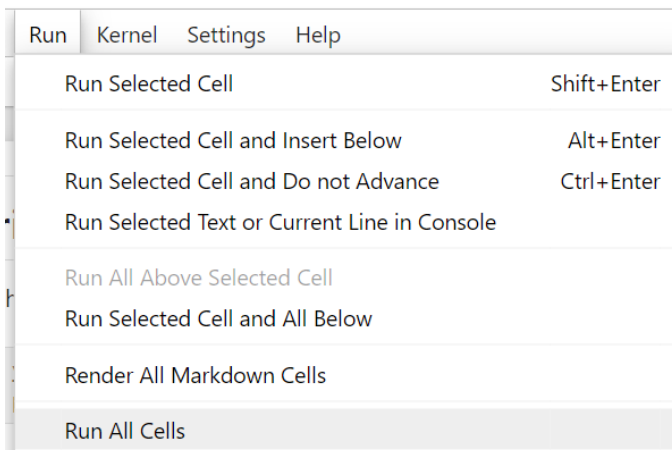 Run Kernel Settings Help
Run Selected Cell Shift+Enter
Run Selected Cell and Insert Below Alt+Enter
Run Selected Cell and Do not Advance Ctrl+Enter
Run Selected Text or Current Line in Console
Run All Above Selected Cell
Run Selected Cell and All Below
Render All Markdown Cells
Run All Cells